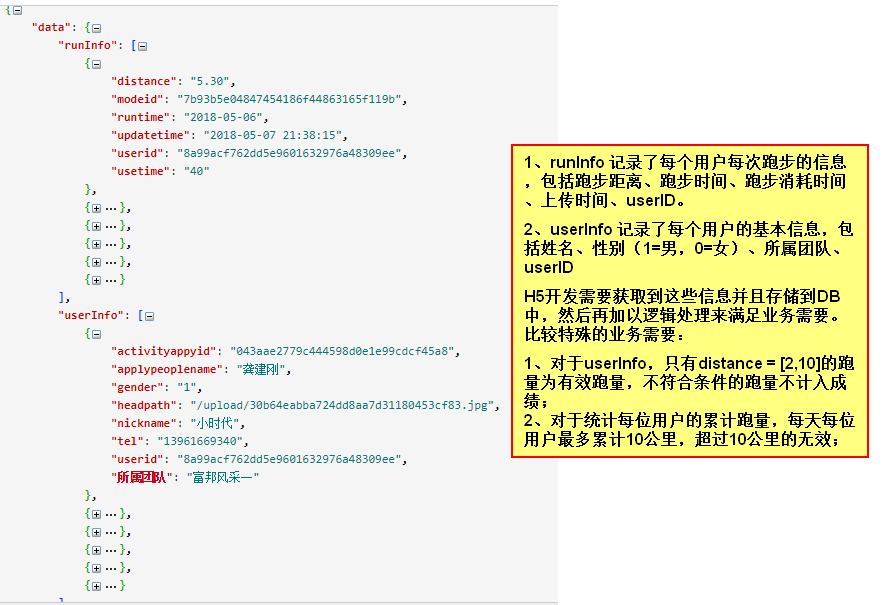 {
"data": {
"runInfo": [
{
"distance": "5.30",
"modeid": "7b93b5e04847454186f44863165f119b",
"runtime": "2018-05-06",
"updatetime": "2018-05-07 21:38:15",
"userid": "8a99acf762dd5e9601632976a48309ee",
"usetime": "40"
},
{...},
{...},
{...},
{...},
{...}
],
"userInfo": [
{
"activityappyid": "043aae2779c444598d0e1e99cdcf45a8",
"applypeoplename": "龚建刚",
"gender": "1",
"headpath": "/upload/30b64eabba724dd8aa7d31180453cf83.jpg",
"nickname": "小时代",
"tel": "13961669340",
"userid": "8a99acf762dd5e9601632976a48309ee",
"所属团队": "富邦风采一"
},
{...},
{...},
{...},
{...},
{...}
]
1、runInfo 记录了每个用户每次跑步的信息
，包括跑步距离、跑步时间、跑步消耗时间
、上传时间、userID。
2、userInfo 记录了每个用户的基本信息，包
括姓名、性别（1=男，0=女）、所属团队、
userID
H5开发需要获取到这些信息并且存储到DB
中，然后再加以逻辑处理来满足业务需要。
比较特殊的业务需要：
1、对于userInfo，只有distance = [2,10]的跑
量为有效跑量，不符合条件的跑量不计入成
绩；
2、对于统计每位用户的累计跑量，每天每位
用户最多累计10公里，超过10公里的无效；